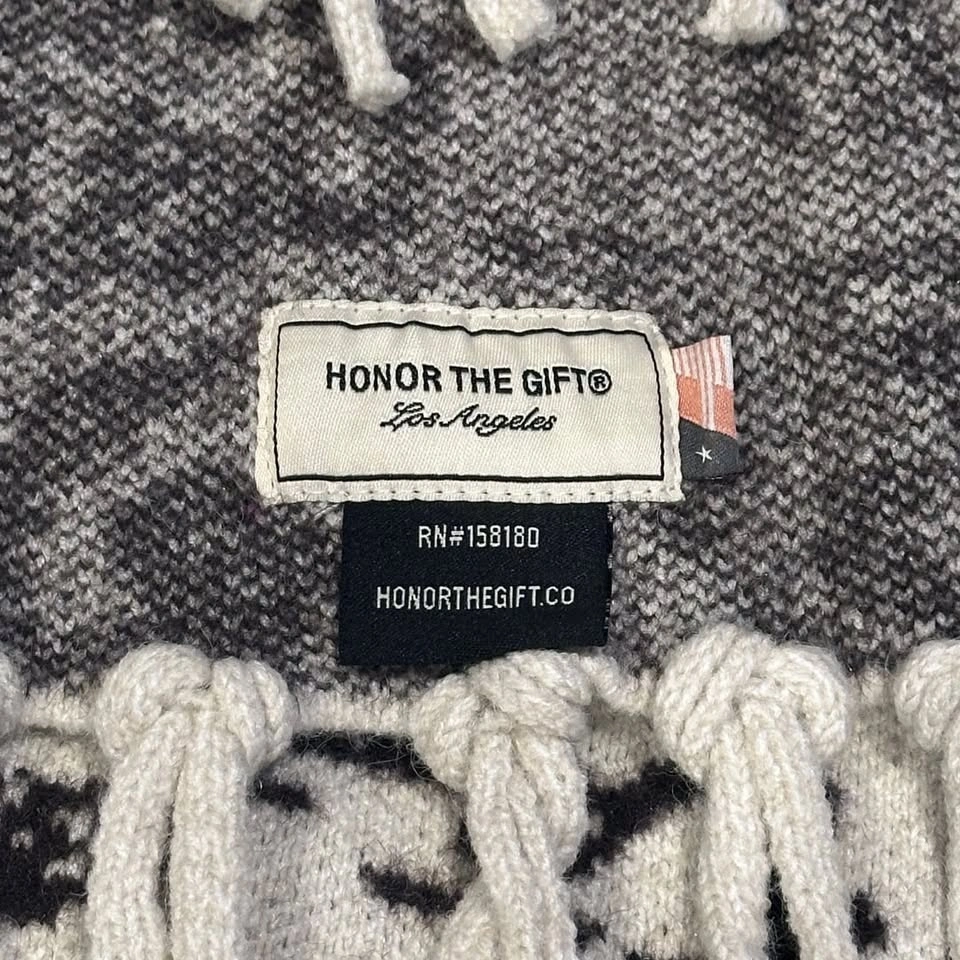 HONOR THE GIFT®
Los Angeles
RN#158180
HONORTHEGIFT.CO